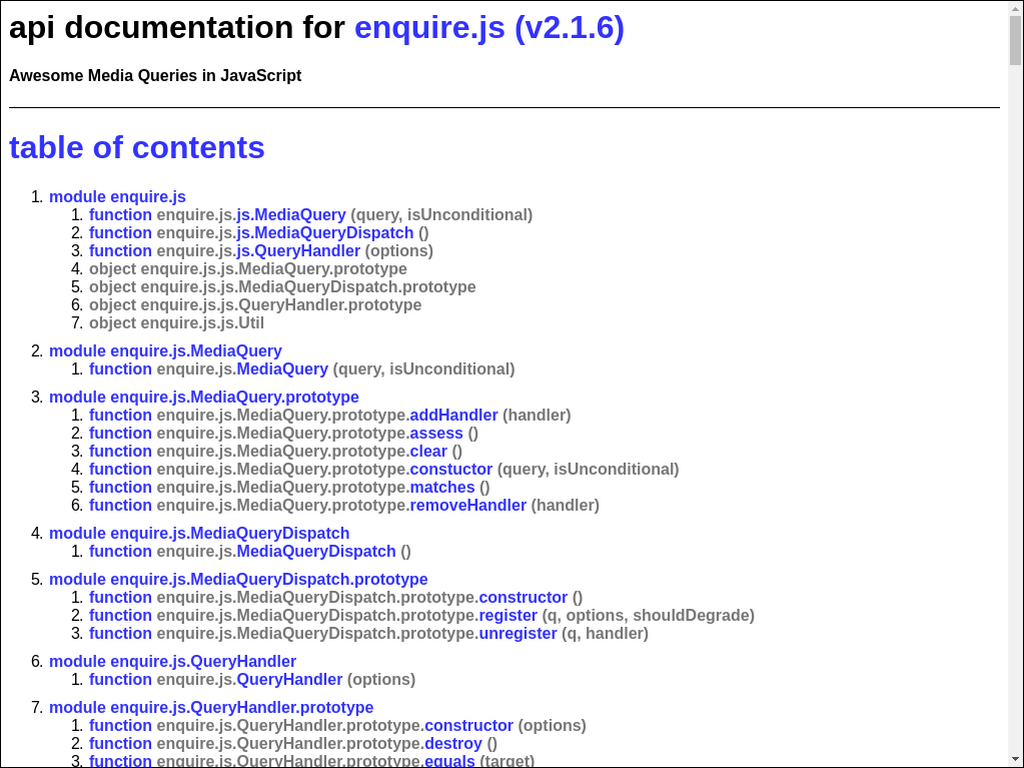 api documentation for enquire.js (v2.1.6)
Awesome Media Queries in JavaScript
table of contents
1. module enquire.js
1. function enquire.js.js.MediaQuery (query, isUnconditional)
2. function enquire.js.js.MediaQueryDispatch ()
3. function enquire.js.js.QueryHandler (options)
4. object enquire.js.js.MediaQuery.prototype
5. object enquire.js.js.MediaQueryDispatch.prototype
6. object enquire.js.js.QueryHandler.prototype
7. object enquire.js.js.Util
2. module enquire.js.MediaQuery
1. function enquire.js.MediaQuery (query, isUnconditional)
3. module enquire.js.MediaQuery.prototype
1. function enquire.js.MediaQuery.prototype.addHandler (handler)
2. function enquire.js.MediaQuery.prototype.assess ()
3. function enquire.js.MediaQuery.prototype.clear ()
4. function enquire.js.MediaQuery.prototype.constuctor (query, isUnconditional)
5. function enquire.js.MediaQuery.prototype.matches ()
6. function enquire.js.MediaQuery.prototype.removeHandler (handler)
4. module enquire.js.MediaQueryDispatch
1. function enquire.js.MediaQueryDispatch ()
5. module enquire.js.MediaQueryDispatch.prototype
1. function enquire.js.MediaQueryDispatch.prototype.constructor ()
2. function enquire.js.MediaQueryDispatch.prototype.register (q, options, shouldDegrade)
3. function enquire.js.MediaQueryDispatch.prototype.unregister (q, handler)
6. module enquire.js.QueryHandler
1. function enquire.js.QueryHandler (options)
7. module enquire.js.QueryHandler.prototype
1. function enquire.js.QueryHandler.prototype.constructor (options)
2. function enquire.js.QueryHandler.prototype.destroy ()
3. function enquire.js.QueryHandler.prototype.equals (target)